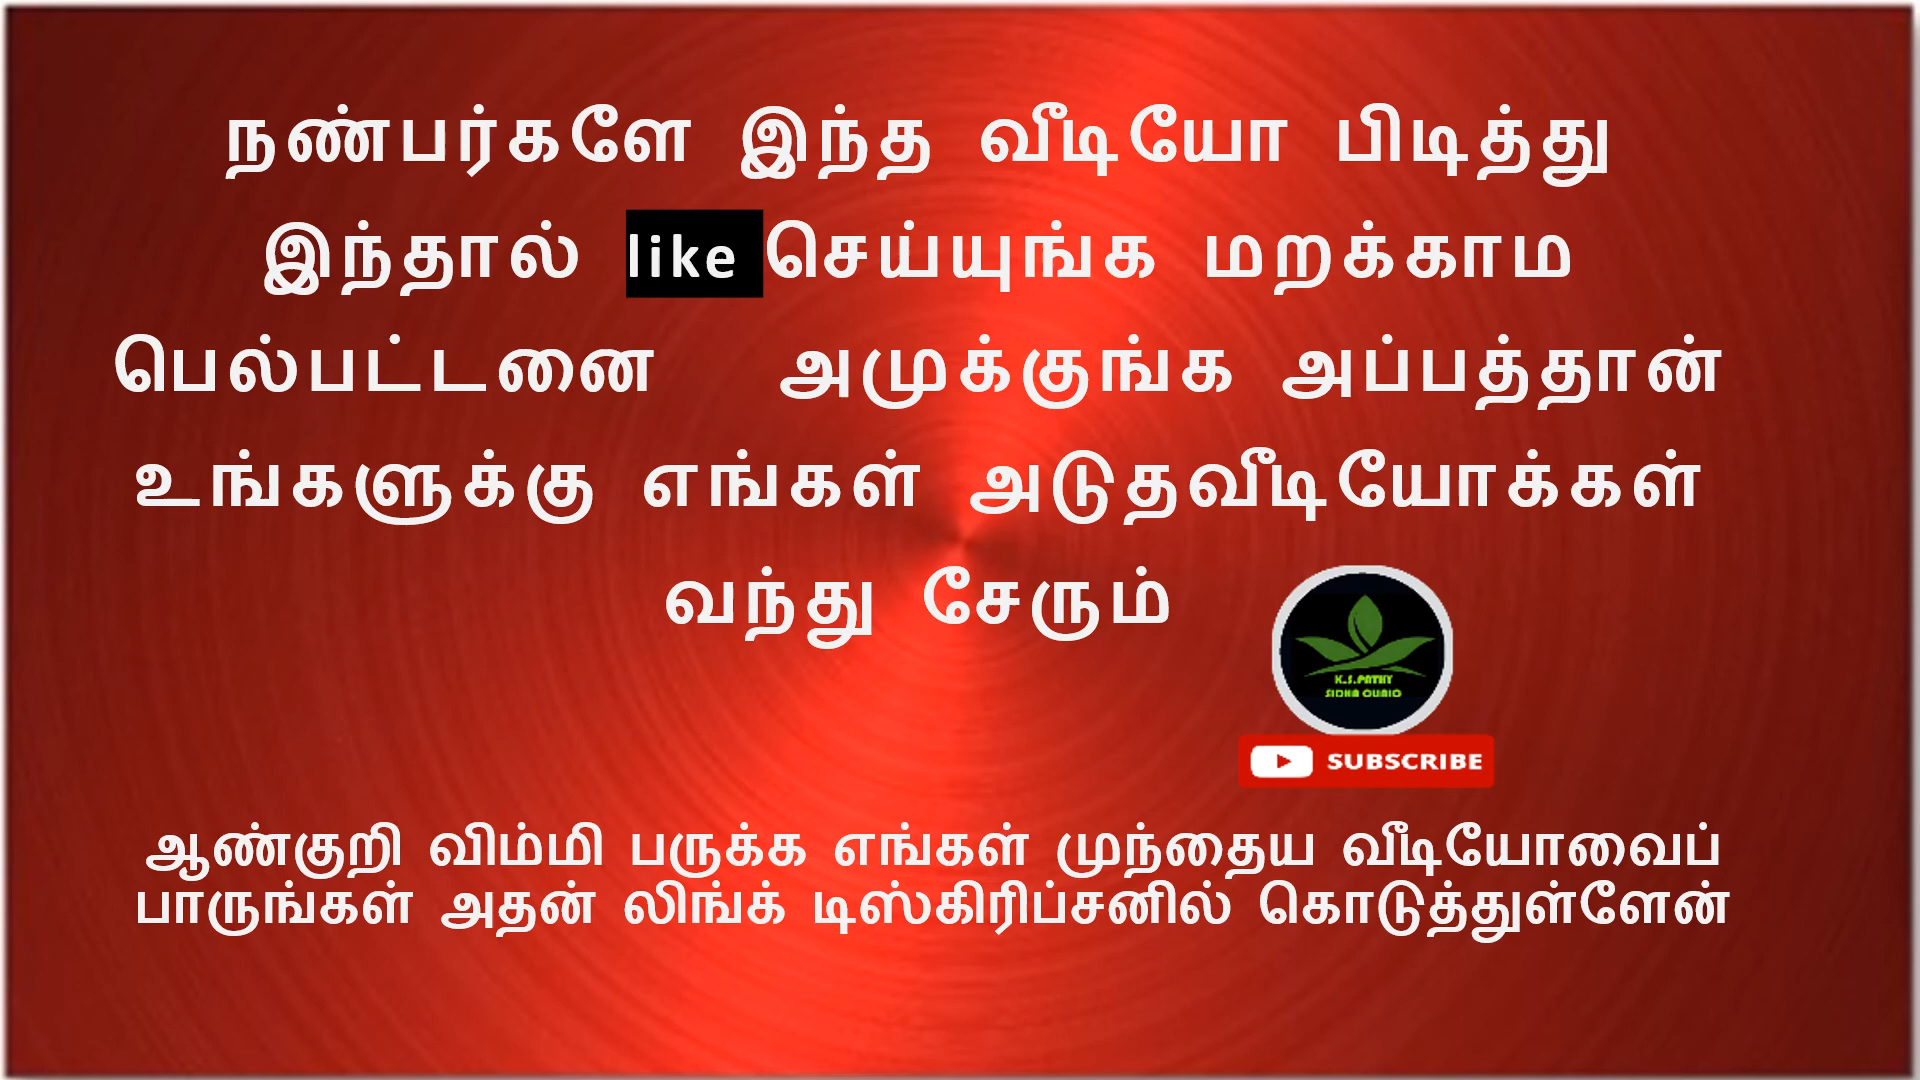 நண்பர்களே இந்த வீடியோ பிடித்து
இந்தால் like செய்யுங்க மறக்காம
பெல்பட்டனை அமுக்குங்க அப்பத்தான்
உங்களுக்கு எங்கள் அடுதவீடியோக்கள்
வந்து சேரும்
K.S.PATHY
SUBSCRIBE
ஆண்குறி விம்மி பருக்க எங்கள் முந்தைய வீடியோவைப்
பாருங்கள் அதன் லிங்க் டிஸ்கிரிப்சனில் கொடுத்துள்ளேன்